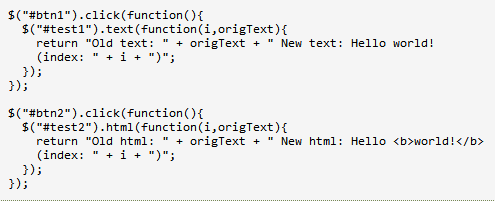 $("#btn1").click(function(){
  $("#test1").text(function(i,origText){
    return "Old text: " + origText + " New text: Hello world!
    (index: " + i + ")";
  });
});

$("#btn2").click(function(){
  $("#test2").html(function(i,origText){
    return "Old html: " + origText + " New html: Hello <b>world!</b>
    (index: " + i + ")";
  });
});